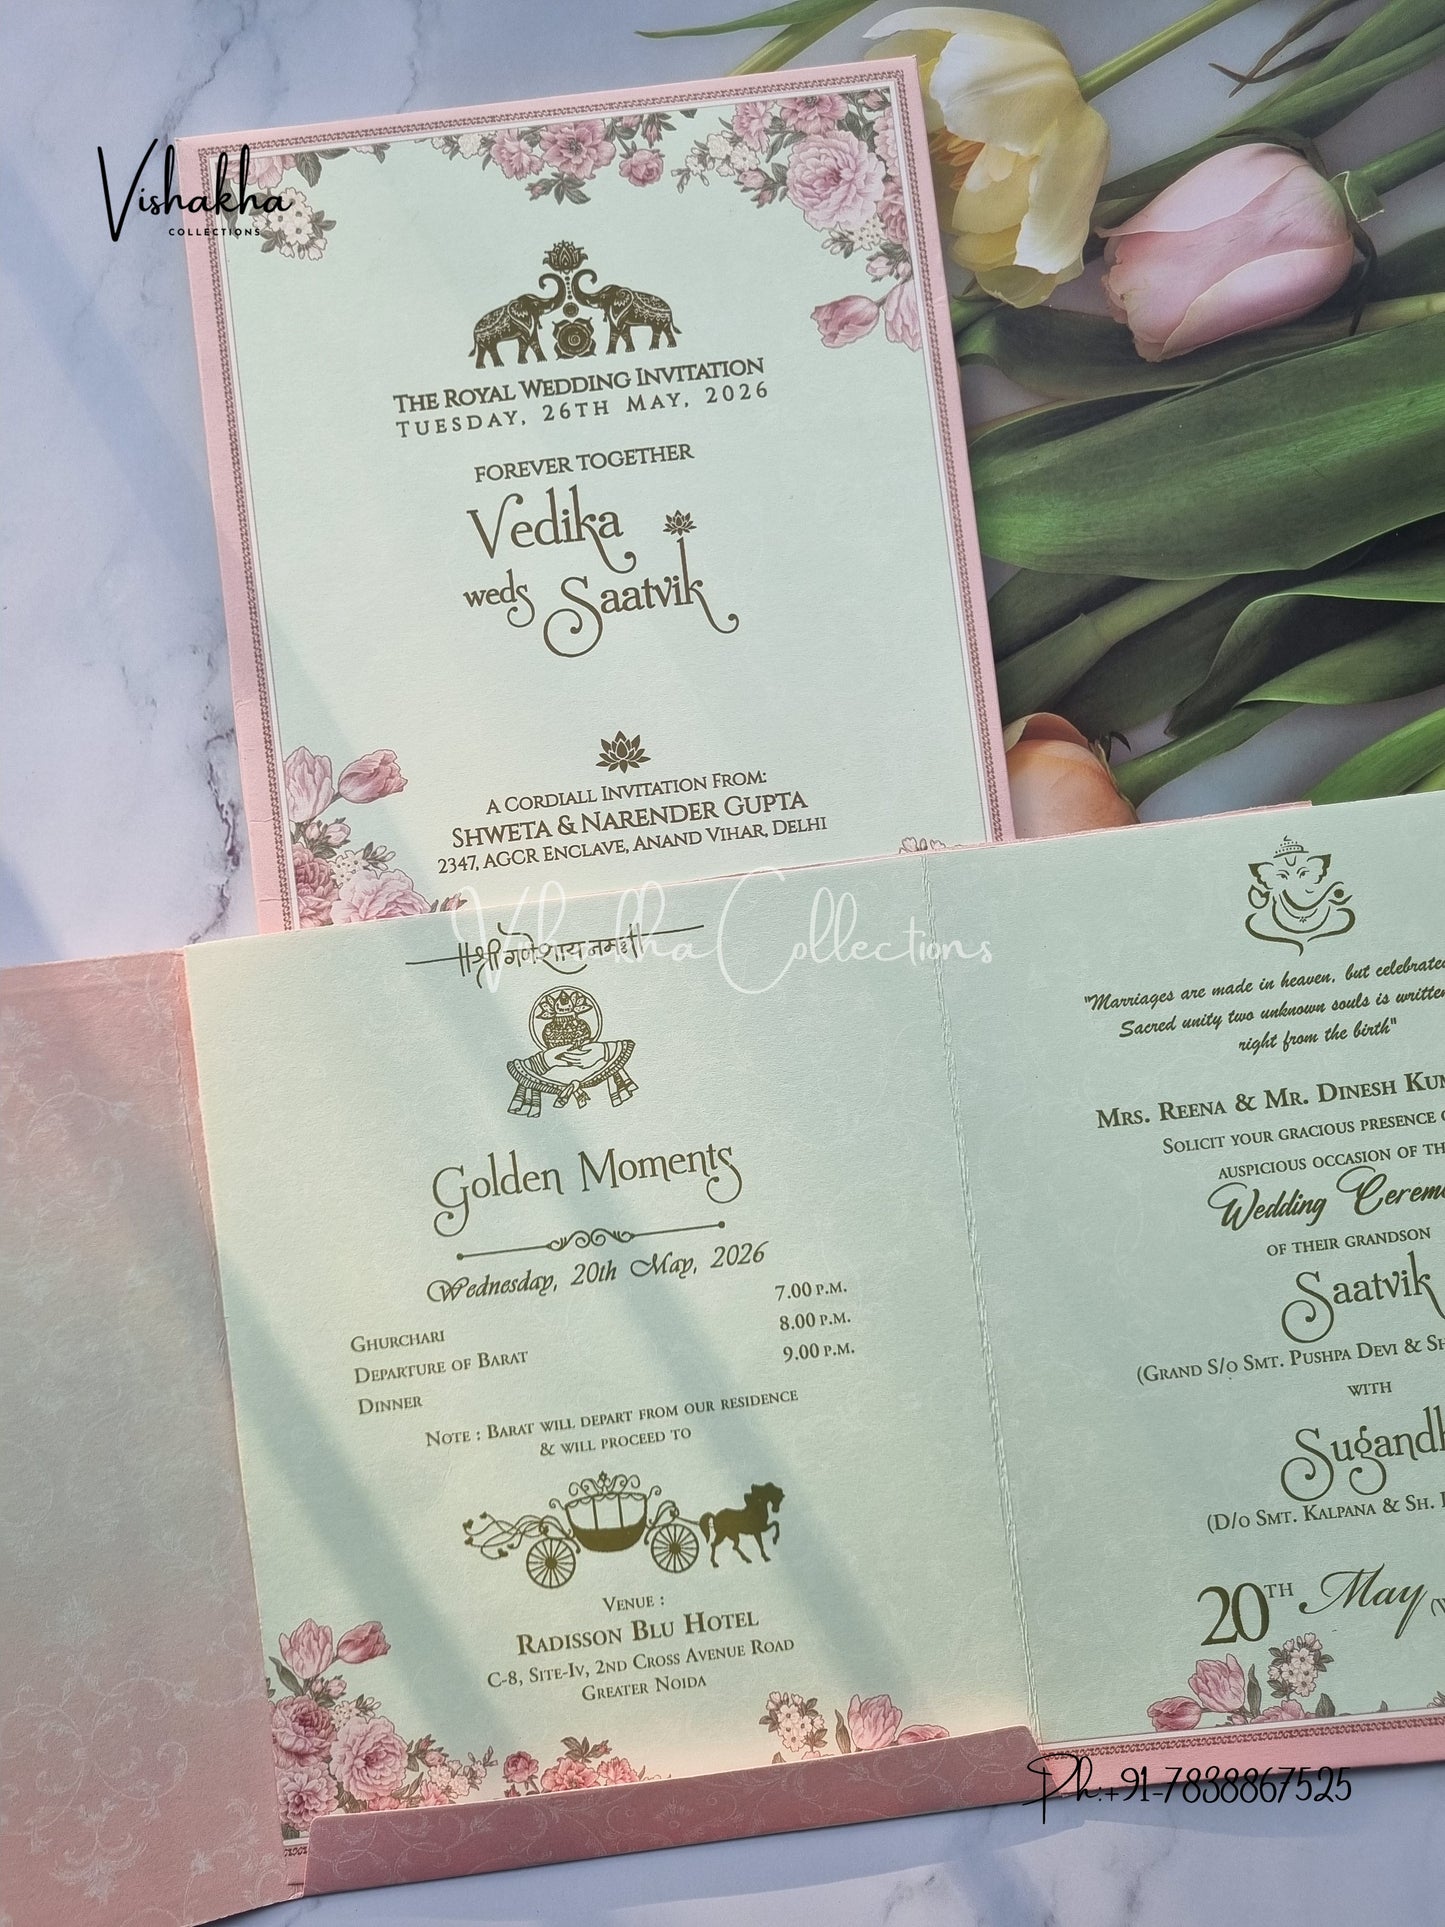 Vishakha
COLLECTIONS
THE ROYAL WEDDING INVITATION
TUESDAY, 26TH MAY, 2026
FOREVER TOGETHER
Vedika
weds Saatvik
A CORDIALL INVITATION FROM:
SHWETA & NARENDER GUPTA
2347, AGCR ENCLAVE, ANAND VIHAR, DELHI
Vishakha Collections
॥श्री गणेशाय नमः॥
Golden Moments
Wednesday, 20th May, 2026
7.00 P.M.
GHURCHARI
8.00 P.M.
DEPARTURE OF BARAT
9.00 P.M.
DINNER
NOTE : BARAT WILL DEPART FROM OUR RESIDENCE
& WILL PROCEED TO
VENUE :
RADISSON BLU HOTEL
C-8, SITE-IV, 2ND CROSS AVENUE ROAD
GREATER NOIDA
"Marriages are made in heaven, but celebrated
Sacred unity two unknown souls is written
right from the birth"
MRS. REENA & MR. DINESH
SOLICIT YOUR GRACIOUS PRESENCE
AUSPICIOUS OCCASION OF
Wedding
OF THEIR GRANDSON
Saatvik
(GRAND S/O SMT. PUSHPA DEVI &
WITH
(D/O SMT. KALPANA & SH.
20TH May
Ph:+91-7838867525